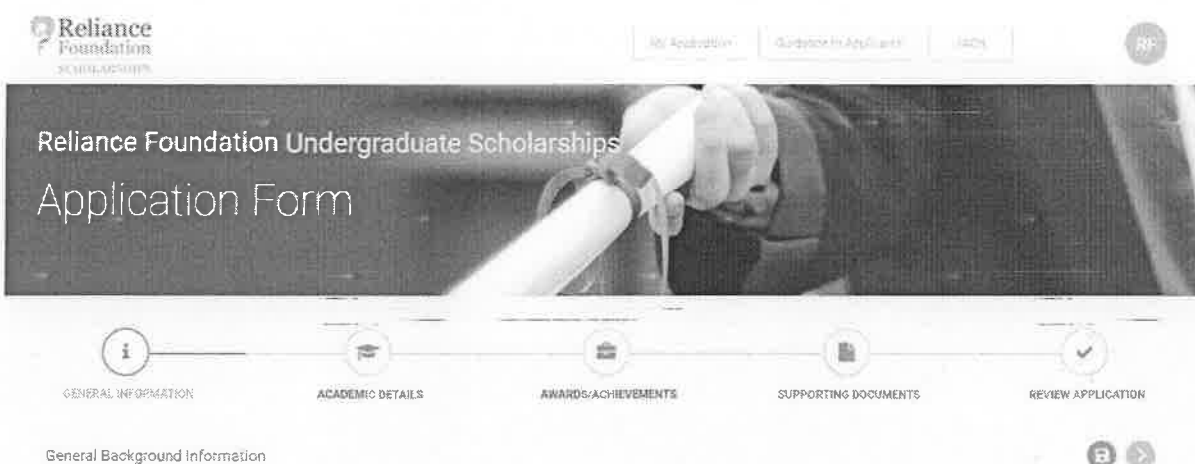 Reliance
Foundation
SCHOLARSHIPS
My Application
Guidance to Applicants
FAQs
RF
Reliance Foundation Undergraduate Scholarships
Application Form
GENERAL INFORMATION
ACADEMIC DETAILS
AWARDS/ACHIEVEMENTS
SUPPORTING DOCUMENTS
REVIEW APPLICATION
General Background Information